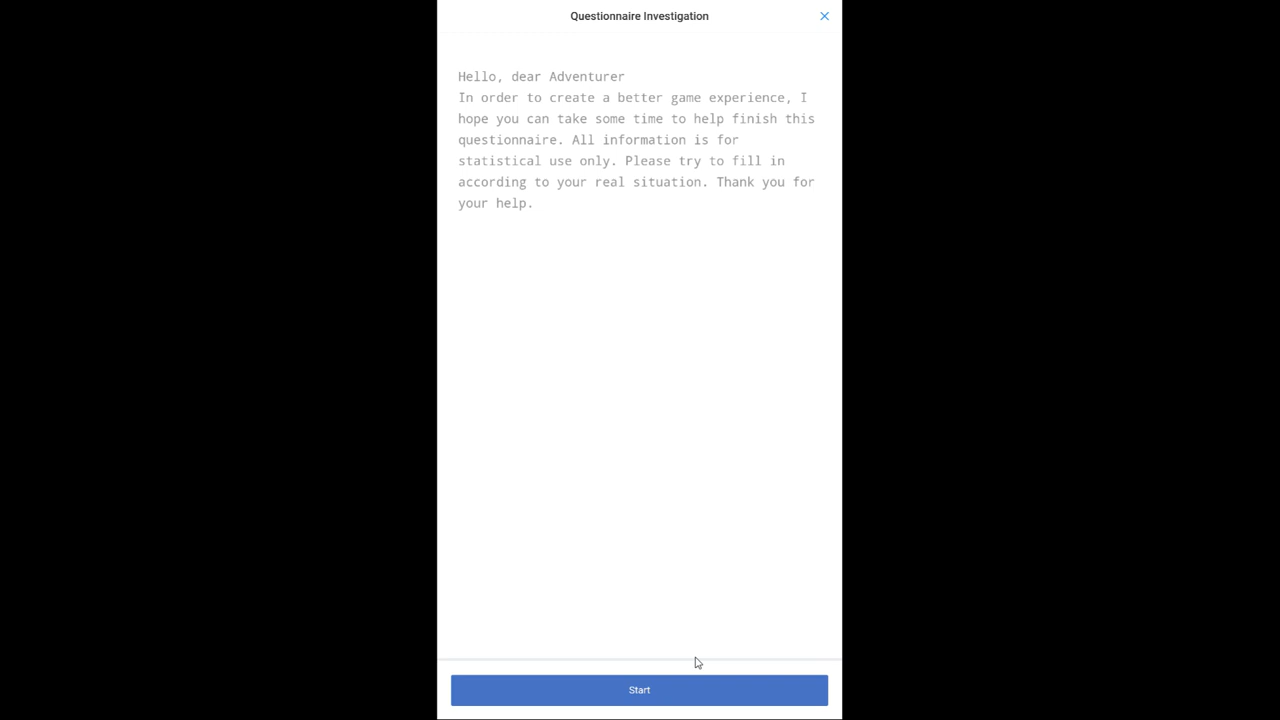 Questionnaire Investigation
Hello, dear Adventurer
In order to create a better game experience, I
hope you can take some time to help finish this
questionnaire. All information is for
statistical use only. Please try to fill in
according to your real situation. Thank you for
your help.
Start